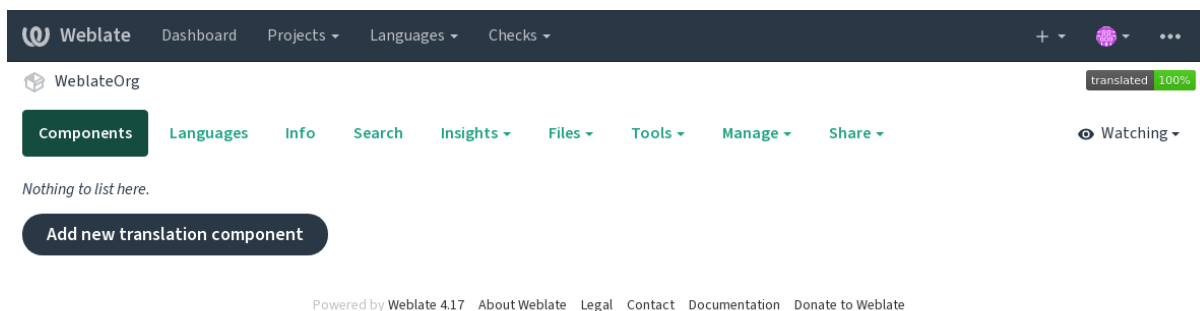 Weblate Dashboard Projects Languages Checks
WeblateOrg translated 100%
Components Languages Info Search Insights Files Tools Manage Share Watching
Nothing to list here.
Add new translation component
Powered by Weblate 4.17 About Weblate Legal Contact Documentation Donate to Weblate